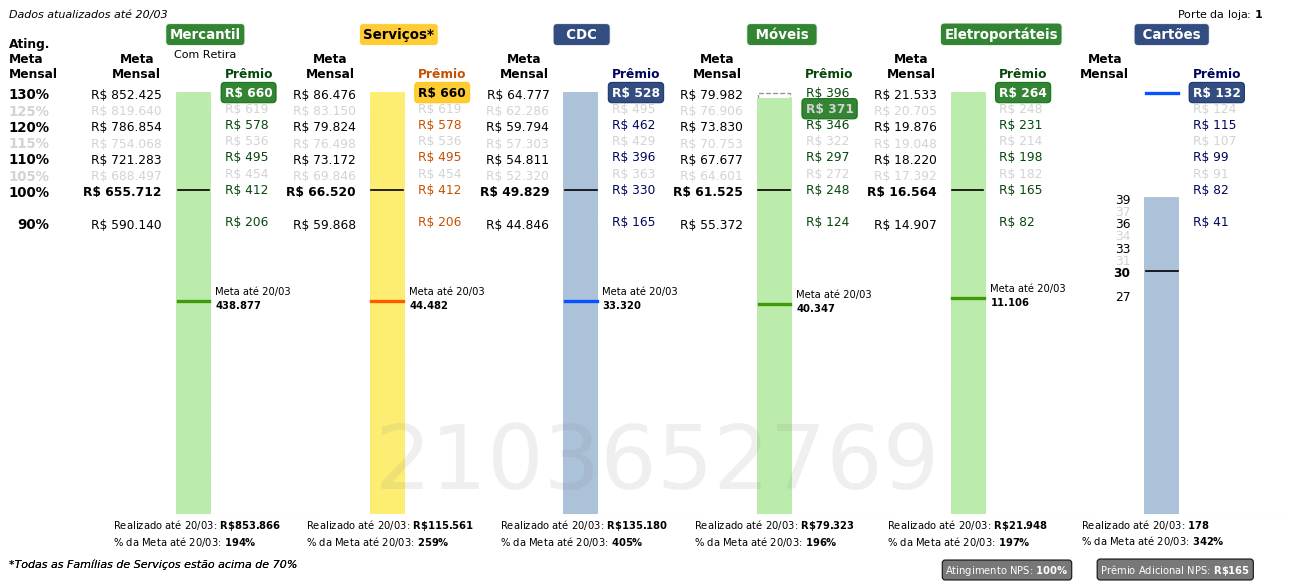 Dados atualizados até 20/03
Porte da loja: 1
Mercantil Serviços* CDC Móveis Eletroportáteis Cartões
Com Retira
Ating. Meta Mensal
Meta Mensal Prêmio Meta Mensal Prêmio Meta Mensal Prêmio Meta Mensal Prêmio Meta Mensal Prêmio Meta Mensal Prêmio
130% R$ 852.425 R$ 660 R$ 86.476 R$ 660 R$ 64.777 R$ 528 R$ 79.982 R$ 396 R$ 21.533 R$ 264 R$ 132
125% R$ 819.640 R$ 619 R$ 83.150 R$ 619 R$ 62.286 R$ 495 R$ 76.906 R$ 371 R$ 20.705 R$ 248 R$ 124
120% R$ 786.854 R$ 578 R$ 79.824 R$ 578 R$ 59.794 R$ 462 R$ 73.830 R$ 346 R$ 19.876 R$ 231 R$ 115
115% R$ 754.068 R$ 536 R$ 76.498 R$ 536 R$ 57.303 R$ 429 R$ 70.753 R$ 322 R$ 19.048 R$ 214 R$ 107
110% R$ 721.283 R$ 495 R$ 73.172 R$ 495 R$ 54.811 R$ 396 R$ 67.677 R$ 297 R$ 18.220 R$ 198 R$ 99
105% R$ 688.497 R$ 454 R$ 69.846 R$ 454 R$ 52.320 R$ 363 R$ 64.601 R$ 272 R$ 17.392 R$ 182 R$ 91
100% R$ 655.712 R$ 412 R$ 66.520 R$ 412 R$ 49.829 R$ 330 R$ 61.525 R$ 248 R$ 16.564 R$ 165 R$ 82
90% R$ 590.140 R$ 206 R$ 59.868 R$ 206 R$ 44.846 R$ 165 R$ 55.372 R$ 124 R$ 14.907 R$ 82 R$ 41
39
37
36
34
33
31
30
27
Meta até 20/03 Meta até 20/03 Meta até 20/03 Meta até 20/03 Meta até 20/03
438.877 44.482 33.320 40.347 11.106
2103652769
Realizado até 20/03: R$853.866 Realizado até 20/03: R$115.561 Realizado até 20/03: R$135.180 Realizado até 20/03: R$79.323 Realizado até 20/03: R$21.948 Realizado até 20/03: 178
% da Meta até 20/03: 194% % da Meta até 20/03: 259% % da Meta até 20/03: 405% % da Meta até 20/03: 196% % da Meta até 20/03: 197% % da Meta até 20/03: 342%
*Todas as Famílias de Serviços estão acima de 70%
Atingimento NPS: 100% Prêmio Adicional NPS: R$165